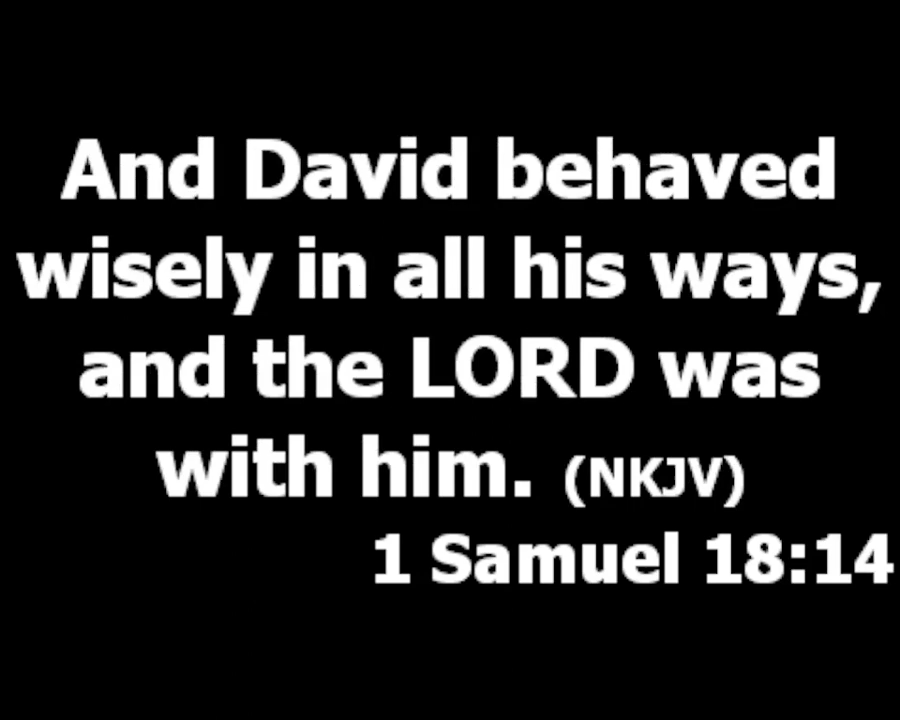 And David behaved
wisely in all his ways,
and the LORD was
with him. (NKJV)
1 Samuel 18:14